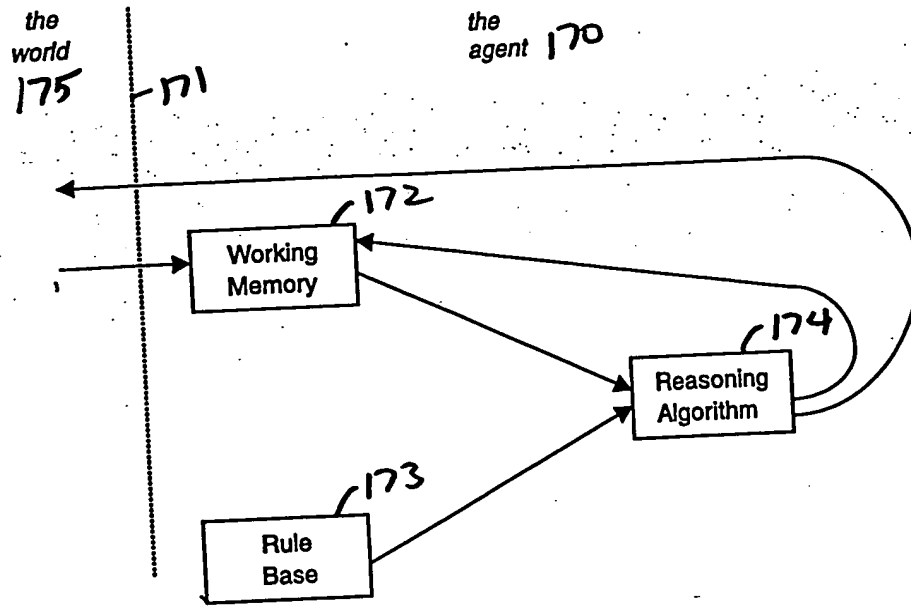 the
world
175
171
the
agent 170
172
Working
Memory
174
Reasoning
Algorithm
173
Rule
Base